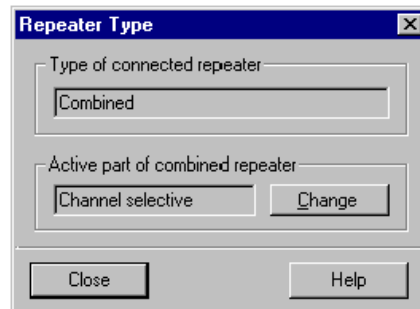 Repeater Type
Type of connected repeater
Combined
Active part of combined repeater
Channel selective Change
Close Help